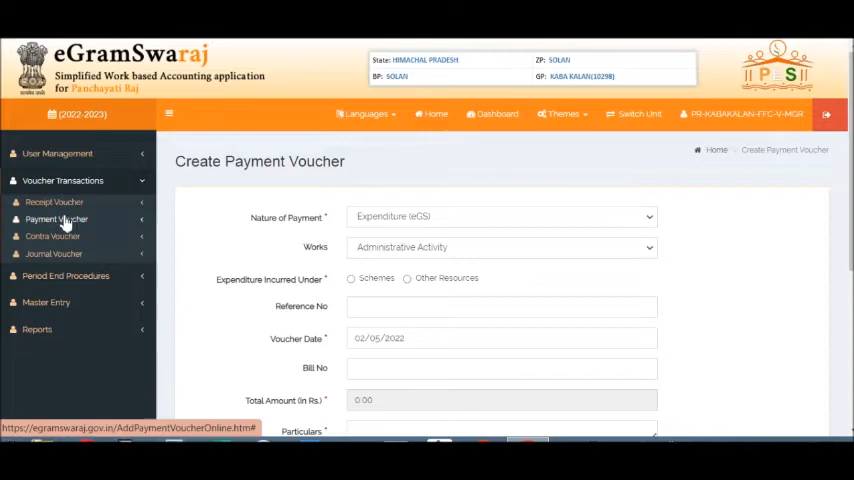 eGramSwaraj
Simplified Work based Accounting application
for Panchayati Raj
State: HIMACHAL PRADESH ZP: SOLAN
BP: SOLAN GP: KABA KALAN(10298)
PES
(2022-2023)
Languages Home Dashboard Themes Switch Unit PR-KABAKALAN-FFC-V-MGR
User Management
Voucher Transactions
Receipt Voucher
Payment Voucher
Contra Voucher
Journal Voucher
Period End Procedures
Master Entry
Reports
Create Payment Voucher
Home - Create Payment Voucher
Nature of Payment * Expenditure (eGS)
Works Administrative Activity
Expenditure Incurred Under * Schemes Other Resources
Reference No
Voucher Date * 02/05/2022
Bill No
Total Amount (In Rs.) * 0.00
Particulars *
https://egramswaraj.gov.in/AddPaymentVoucherOnline.htm#